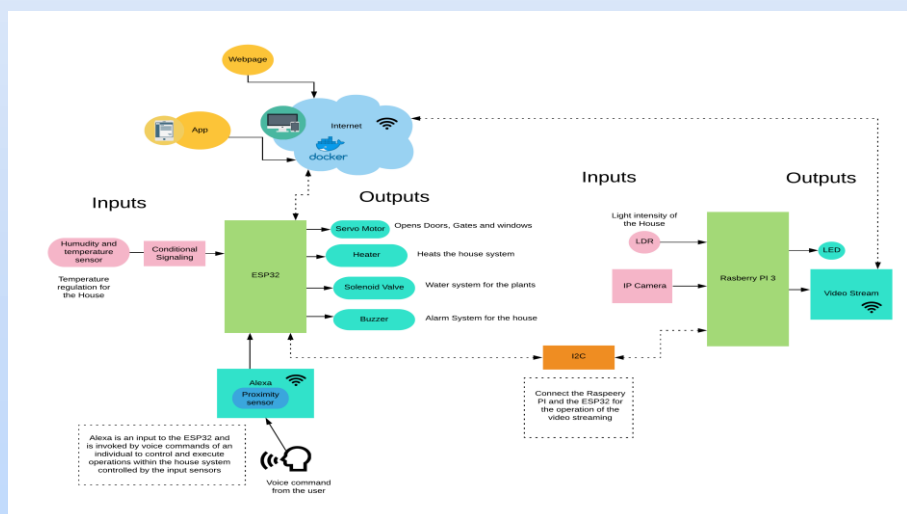 Webpage
App
Internet
docker
Inputs
Outputs
Humudity and
temperature
sensor
Conditional
Signaling
ESP32
Temperature
regulation for
the House
Servo Motor
Opens Doors, Gates and windows
Heater
Heats the house system
Solenoid Valve
Water system for the plants
Buzzer
Alarm System for the house
Alexa
Proximity
sensor
Alexa is an input to the ESP32 and
is invoked by voice commands of an
individual to control and execute
operations within the house system
controlled by the input sensors
Voice command
from the user
Inputs
Outputs
Light intensity of
the House
LDR
IP Camera
Rasberry PI 3
LED
Video Stream
I2C
Connect the Raspeery
PI and the ESP32 for
the operation of the
video streaming